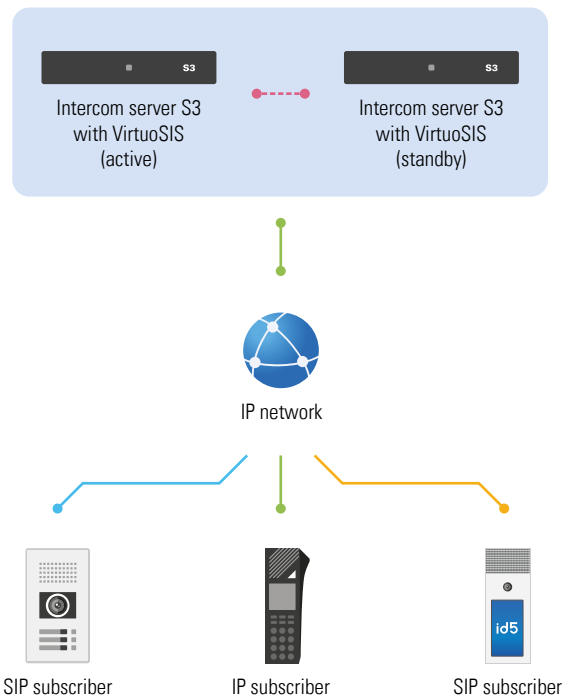 S3
S3
Intercom server S3
with VirtuoSIS
(active)
Intercom server S3
with VirtuoSIS
(standby)
IP network
id5
SIP subscriber
IP subscriber
SIP subscriber